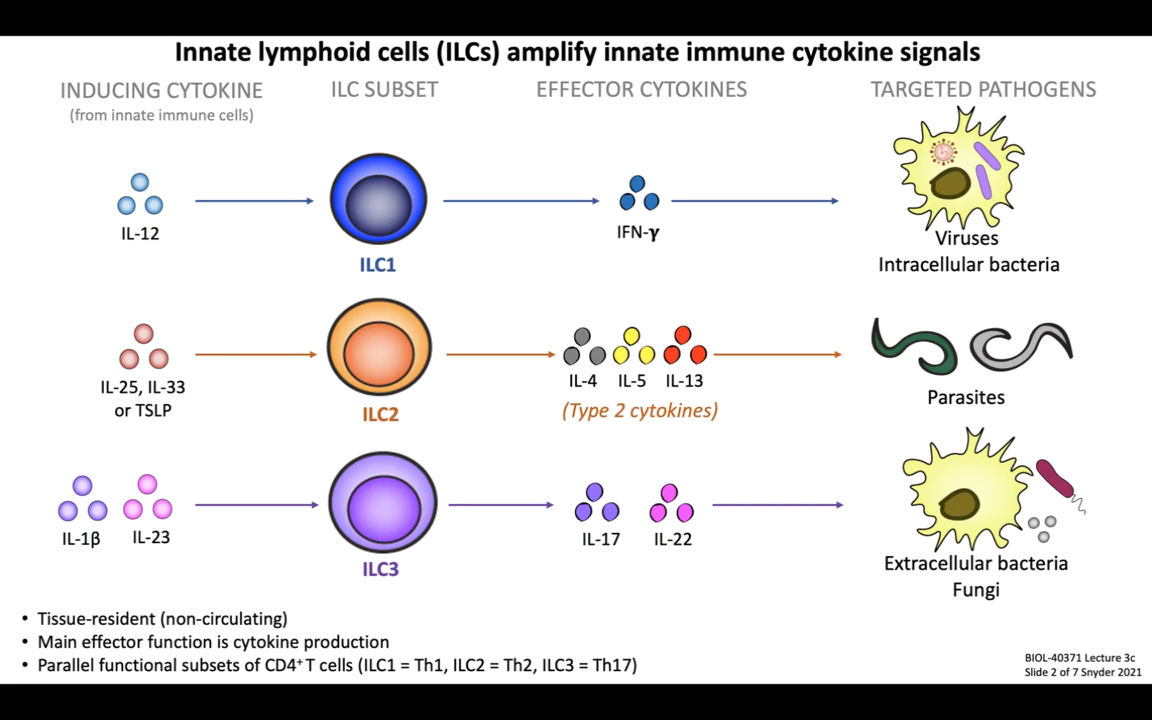 Innate lymphoid cells (ILCs) amplify innate immune cytokine signals
INDUCING CYTOKINE
(from innate immune cells)
ILC SUBSET
EFFECTOR CYTOKINES
TARGETED PATHOGENS
IL-12
ILC1
IFN-γ
Viruses
Intracellular bacteria
IL-25, IL-33
or TSLP
ILC2
IL-4 IL-5 IL-13
(Type 2 cytokines)
Parasites
IL-1β IL-23
ILC3
IL-17 IL-22
Extracellular bacteria
Fungi
• Tissue-resident (non-circulating)
• Main effector function is cytokine production
• Parallel functional subsets of CD4⁺ T cells (ILC1 = Th1, ILC2 = Th2, ILC3 = Th17)
BIOL-40371 Lecture 3c
Slide 2 of 7 Snyder 2021